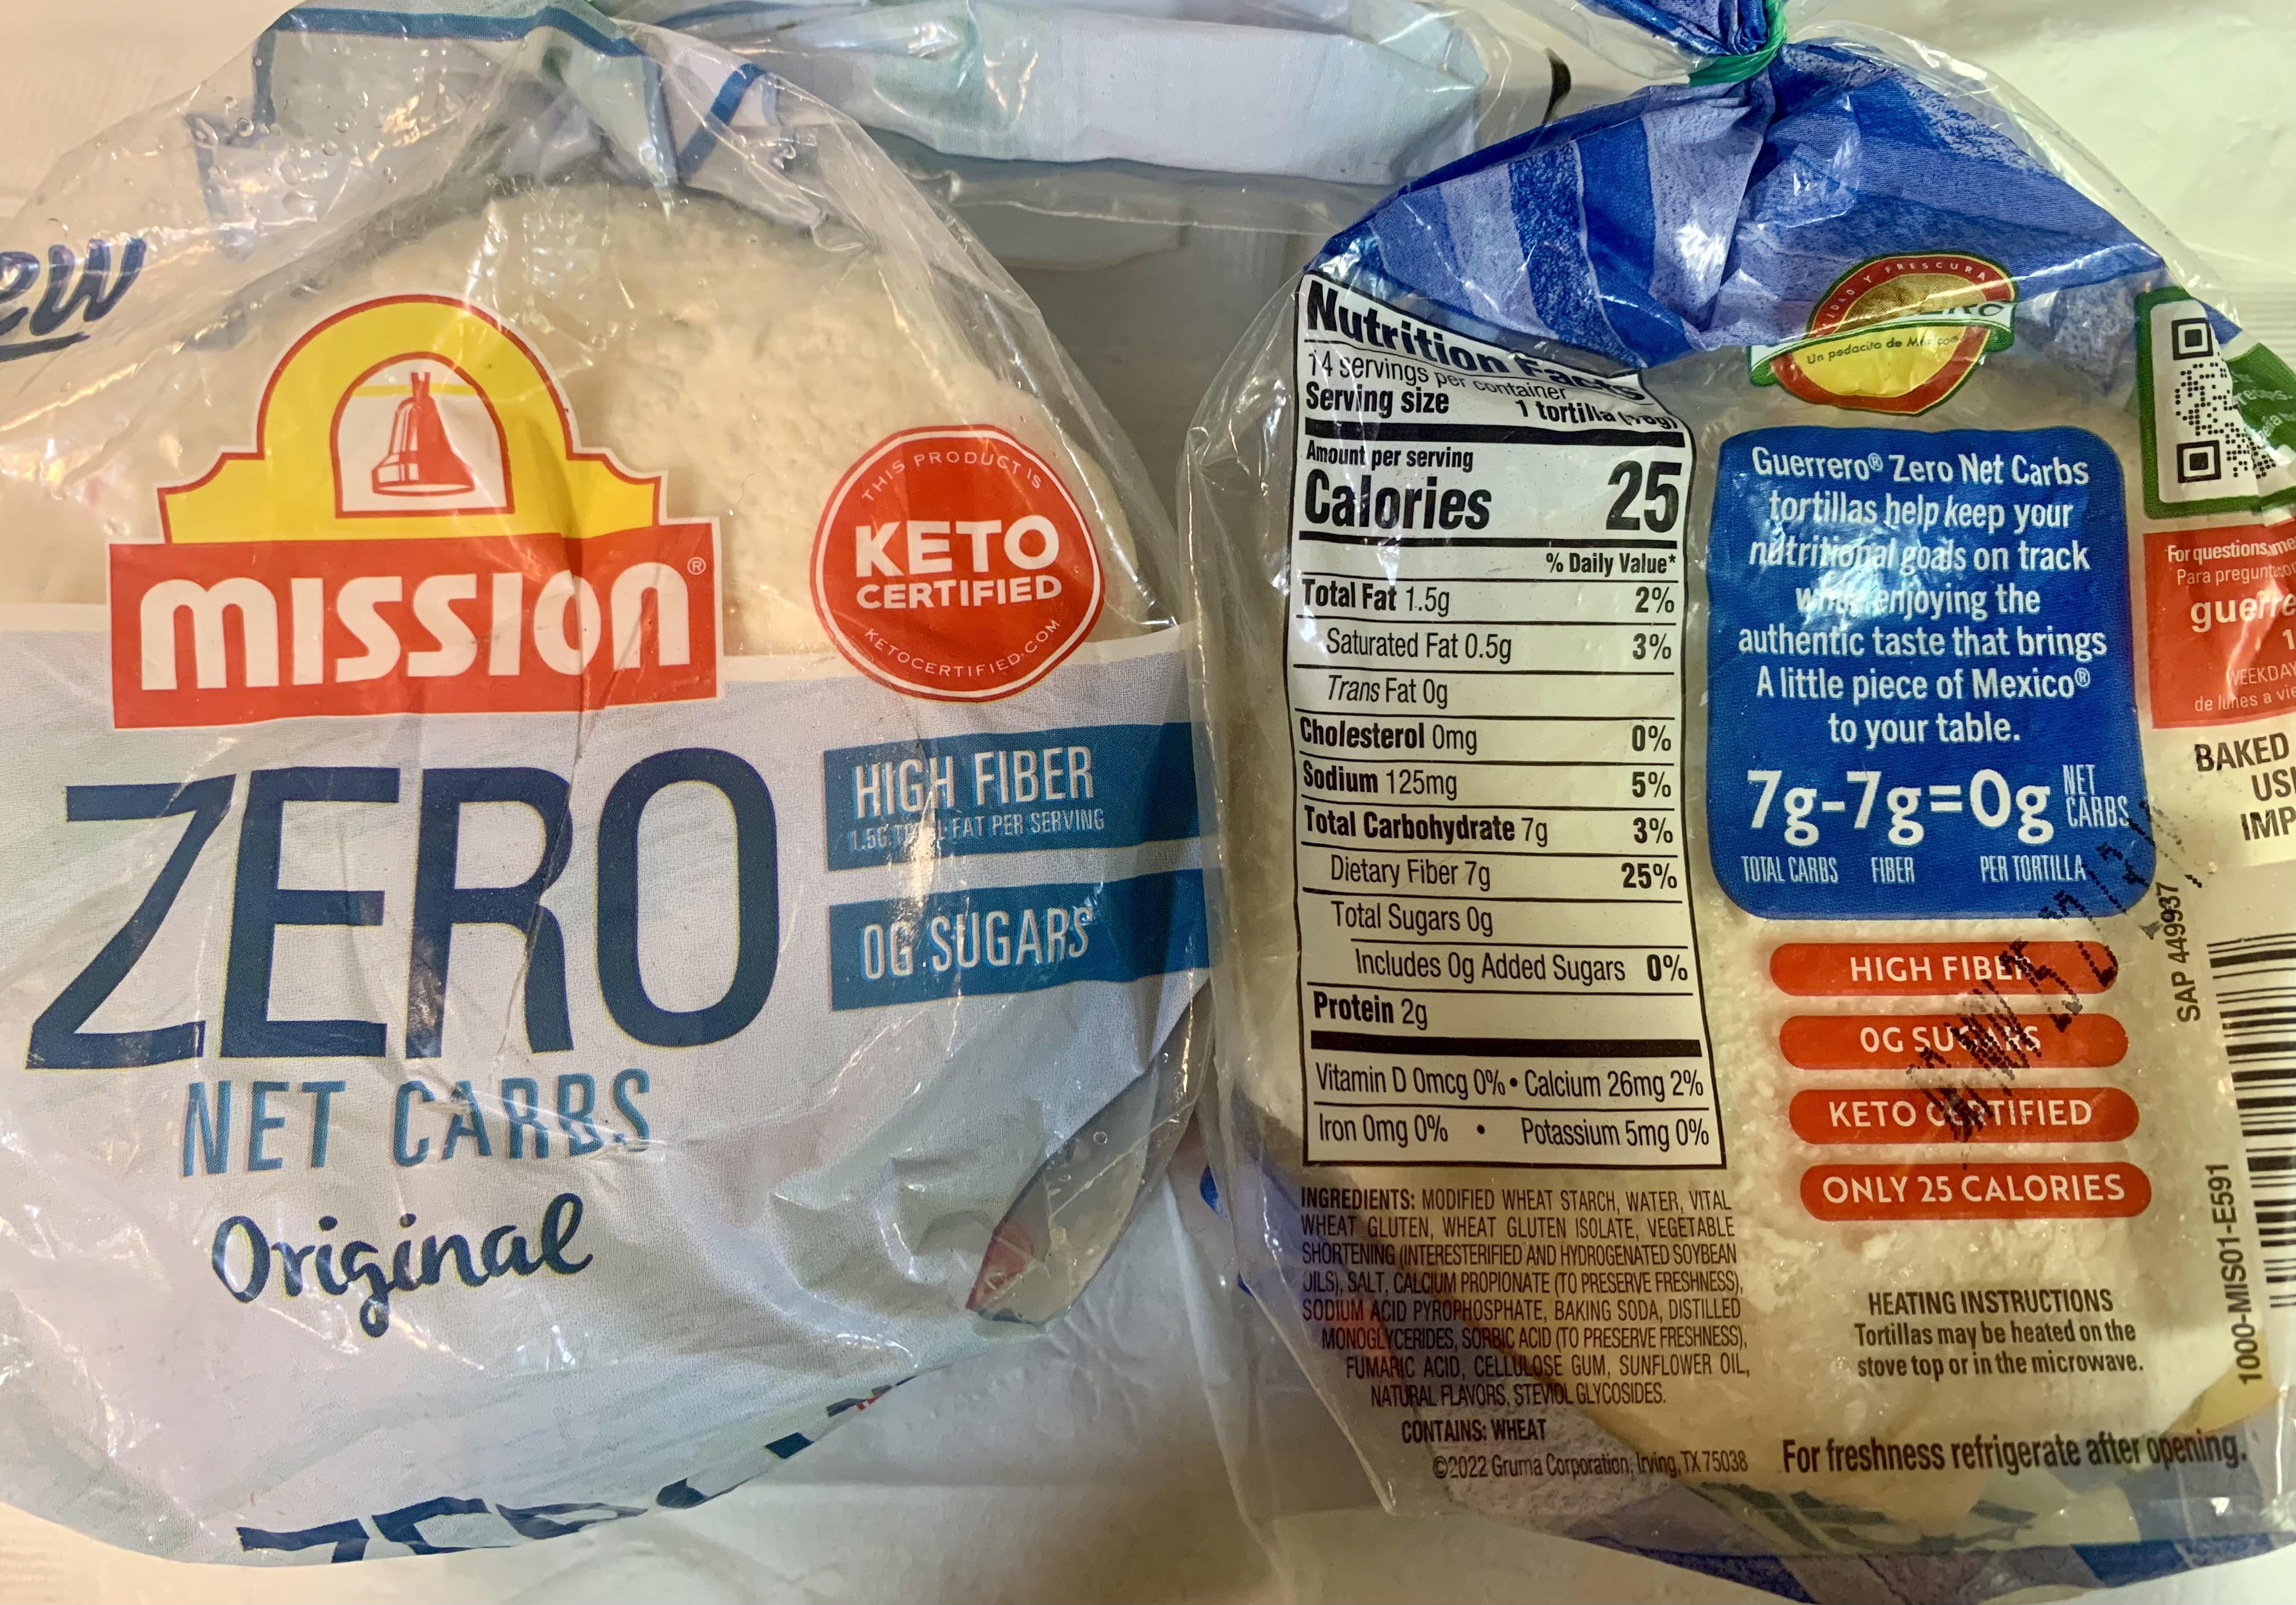 ew
MISSION®
THIS PRODUCT IS
KETO
CERTIFIED
KETOCERTIFIED.COM
ZERO
NET CARBS
Original
HIGH FIBER
1.5G TOTAL FAT PER SERVING
0G SUGARS
Nutrition Facts
14 servings per container
Serving size 1 tortilla
Amount per serving
Calories 25
% Daily Value*
Total Fat 1.5g 2%
Saturated Fat 0.5g 3%
Trans Fat 0g
Cholesterol 0mg 0%
Sodium 125mg 5%
Total Carbohydrate 7g 3%
Dietary Fiber 7g 25%
Total Sugars 0g
Includes 0g Added Sugars 0%
Protein 2g
Vitamin D 0mcg 0% • Calcium 26mg 2%
Iron 0mg 0% • Potassium 5mg 0%
INGREDIENTS: MODIFIED WHEAT STARCH, WATER, VITAL
WHEAT GLUTEN, WHEAT GLUTEN ISOLATE, VEGETABLE
SHORTENING (INTERESTERIFIED AND HYDROGENATED SOYBEAN
OILS), SALT, CALCIUM PROPIONATE (TO PRESERVE FRESHNESS),
SODIUM ACID PYROPHOSPHATE, BAKING SODA, DISTILLED
MONOGLYCERIDES, SORBIC ACID (TO PRESERVE FRESHNESS),
FUMARIC ACID, CELLULOSE GUM, SUNFLOWER OIL,
NATURAL FLAVORS, STEVIOL GLYCOSIDES.
CONTAINS: WHEAT
©2022 Gruma Corporation, Irving, TX 75038
Y FRESCURA
Un pedacito de México®
Guerrero® Zero Net Carbs
tortillas help keep your
nutritional goals on track
while enjoying the
authentic taste that brings
A little piece of Mexico®
to your table.
7g-7g=0g NET CARBS
TOTAL CARBS FIBER PER TORTILLA
HIGH FIBER
0G SUGARS
KETO CERTIFIED
ONLY 25 CALORIES
HEATING INSTRUCTIONS
Tortillas may be heated on the
stove top or in the microwave.
For freshness refrigerate after opening.
For questions
Para
guerre
WEEKDAY
de lunes a vie
BAKED
USI
IMP
SAP 449937
1000-MIS01-E591